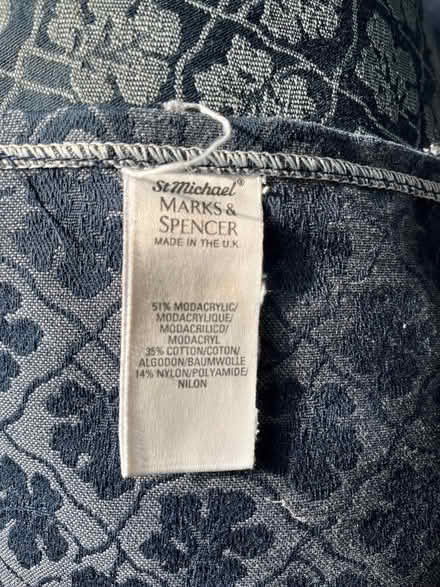 St Michael®
MARKS &
SPENCER
MADE IN THE U.K.
51% MODACRYLIC/
MODACRYLIQUE/
MODACRILICO/
MODACRYL
35% COTTON/COTON/
ALGODON/BAUMWOLLE
14% NYLON/POLYAMIDE/
NILON